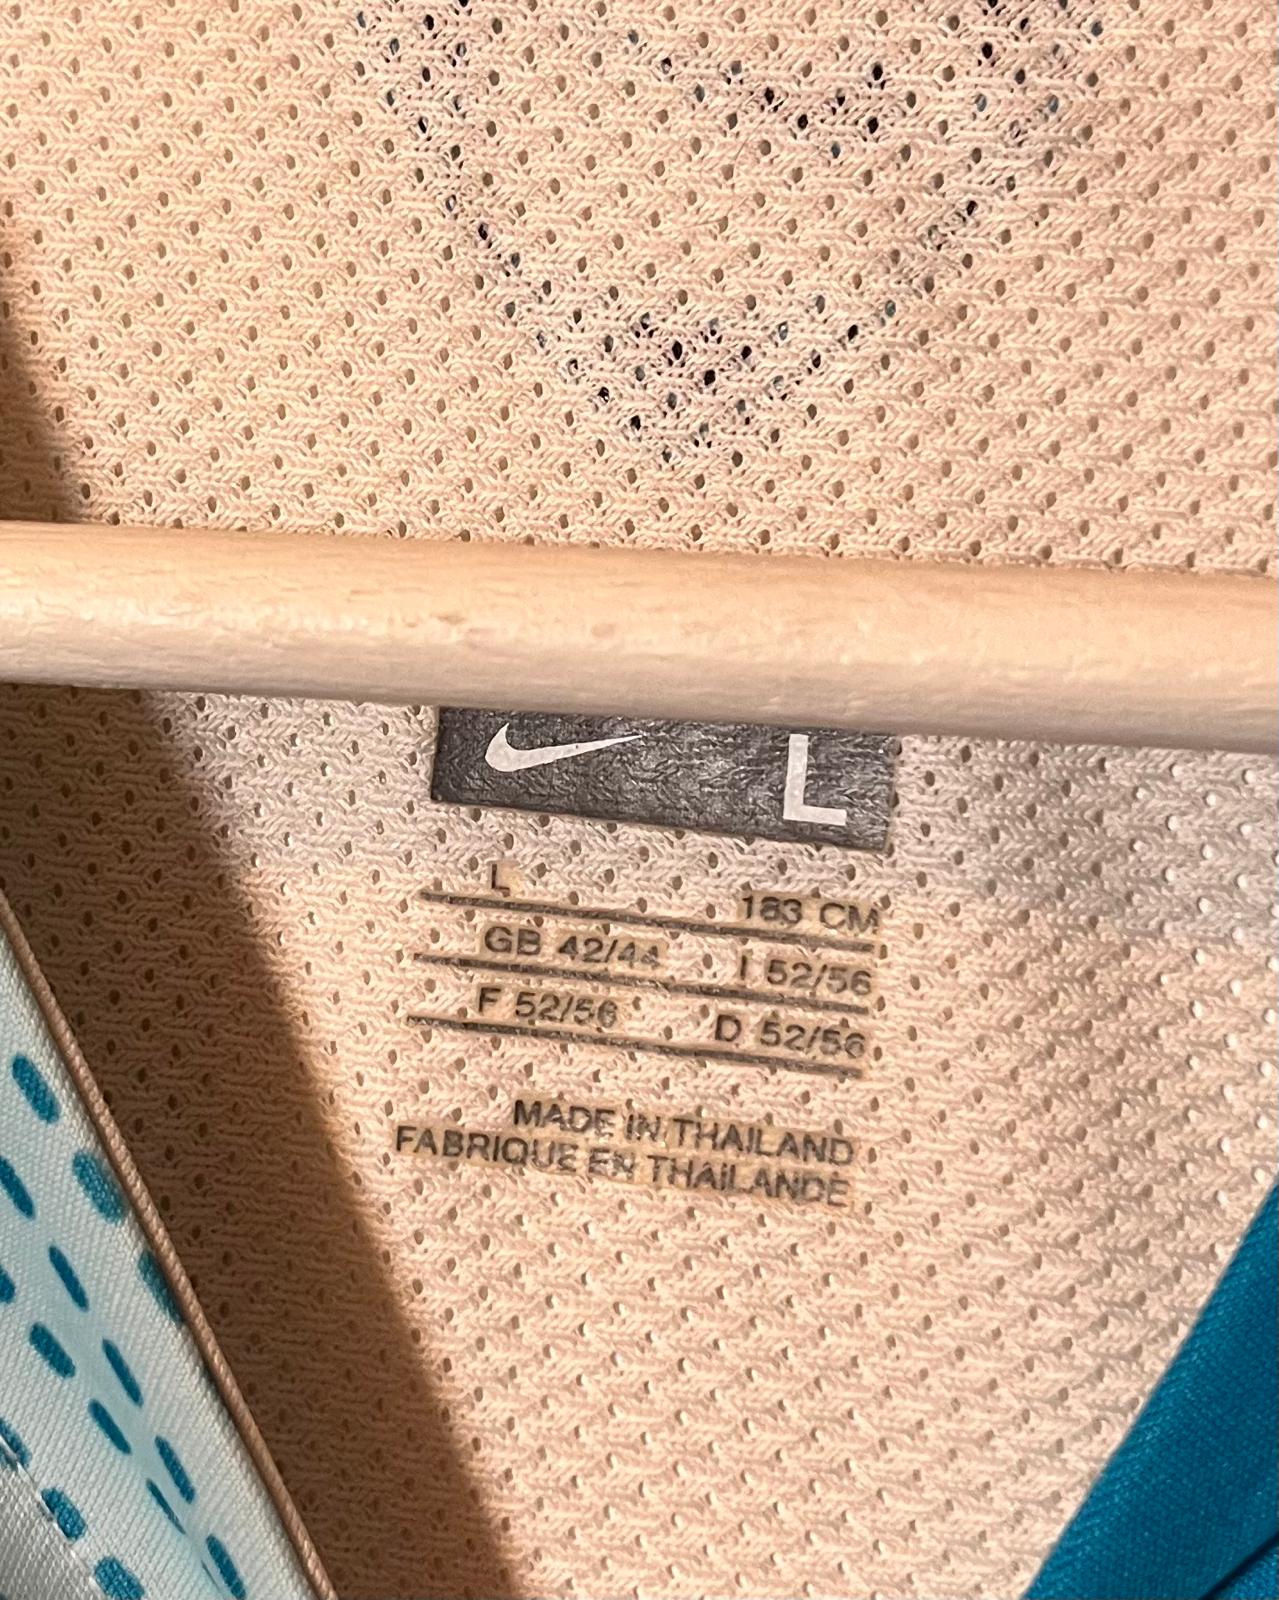 L
L 183 CM
GB 42/44 I 52/56
F 52/56 D 52/56
MADE IN THAILAND
FABRIQUE EN THAILANDE